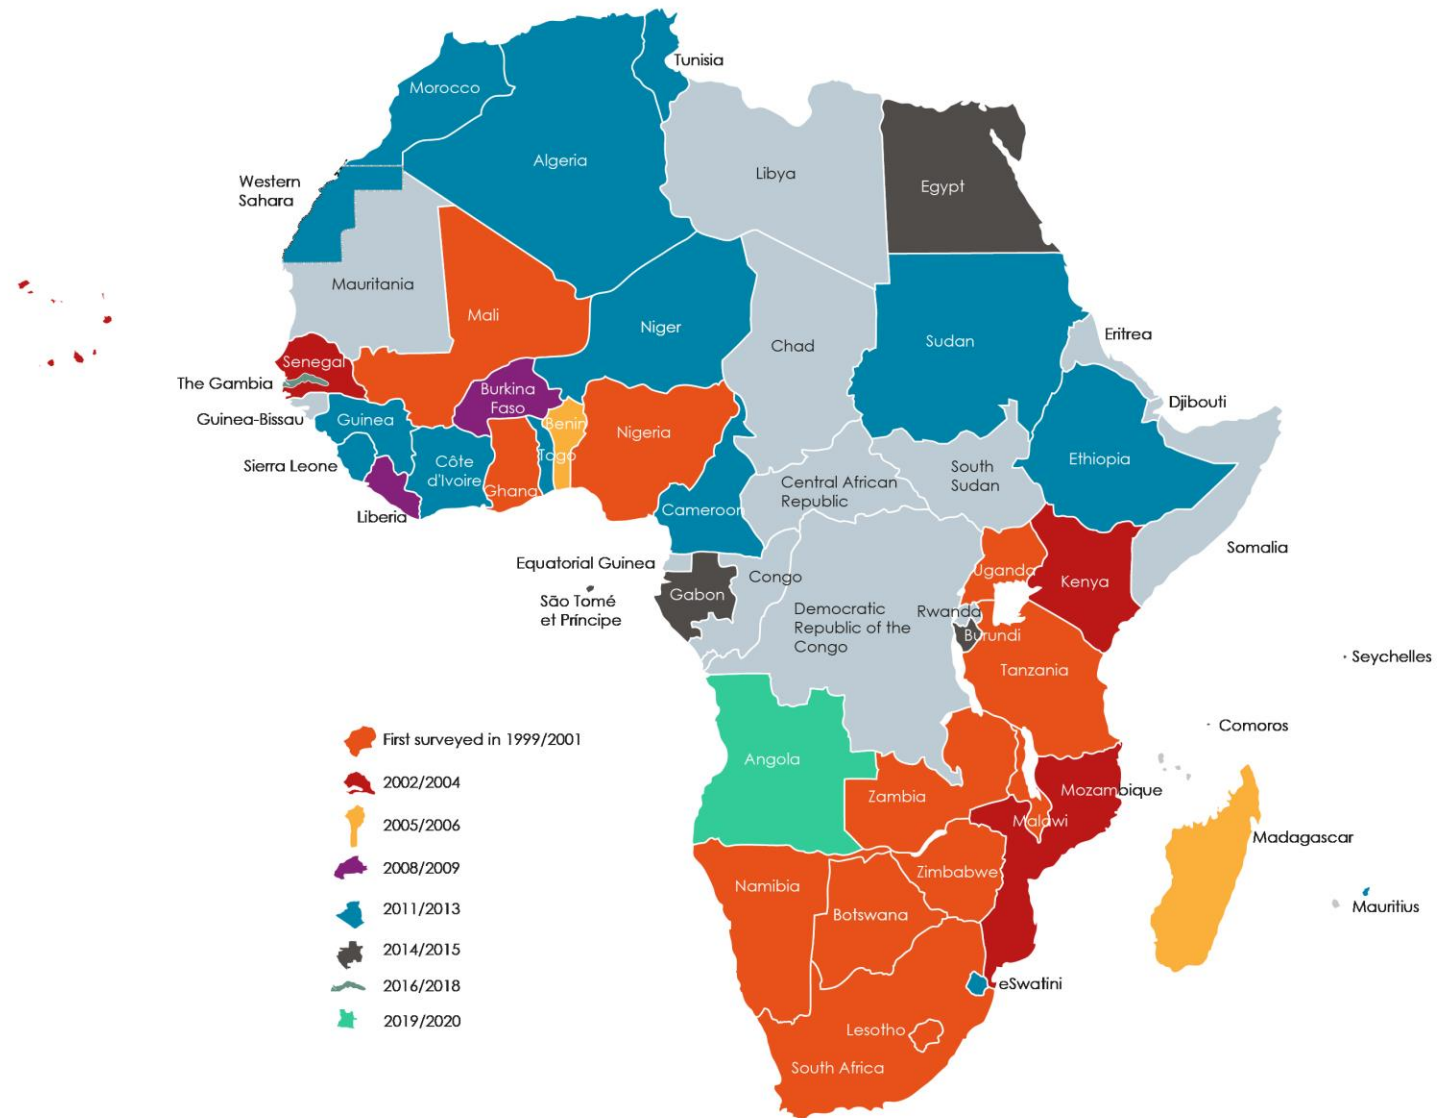 Tunisia
Morocco
Algeria
Libya
Egypt
Western
Sahara
Mauritania
Mali
Niger
Chad
Sudan
Eritrea
Senegal
The Gambia
Burkina
Faso
Djibouti
Guinea-Bissau
Guinea
Benin
Nigeria
Togo
Ethiopia
Sierra Leone
Côte
d'Ivoire
Ghana
South
Sudan
Central African
Republic
Liberia
Cameroon
Somalia
Equatorial Guinea
São Tomé
et Príncipe
Gabon
Congo
Uganda
Kenya
Democratic
Republic of the
Congo
Rwanda
Burundi
Tanzania
Seychelles
Comoros
Angola
Zambia
Mozambique
Malawi
Madagascar
Zimbabwe
Namibia
Botswana
Mauritius
eSwatini
Lesotho
South Africa
First surveyed in 1999/2001
2002/2004
2005/2006
2008/2009
2011/2013
2014/2015
2016/2018
2019/2020